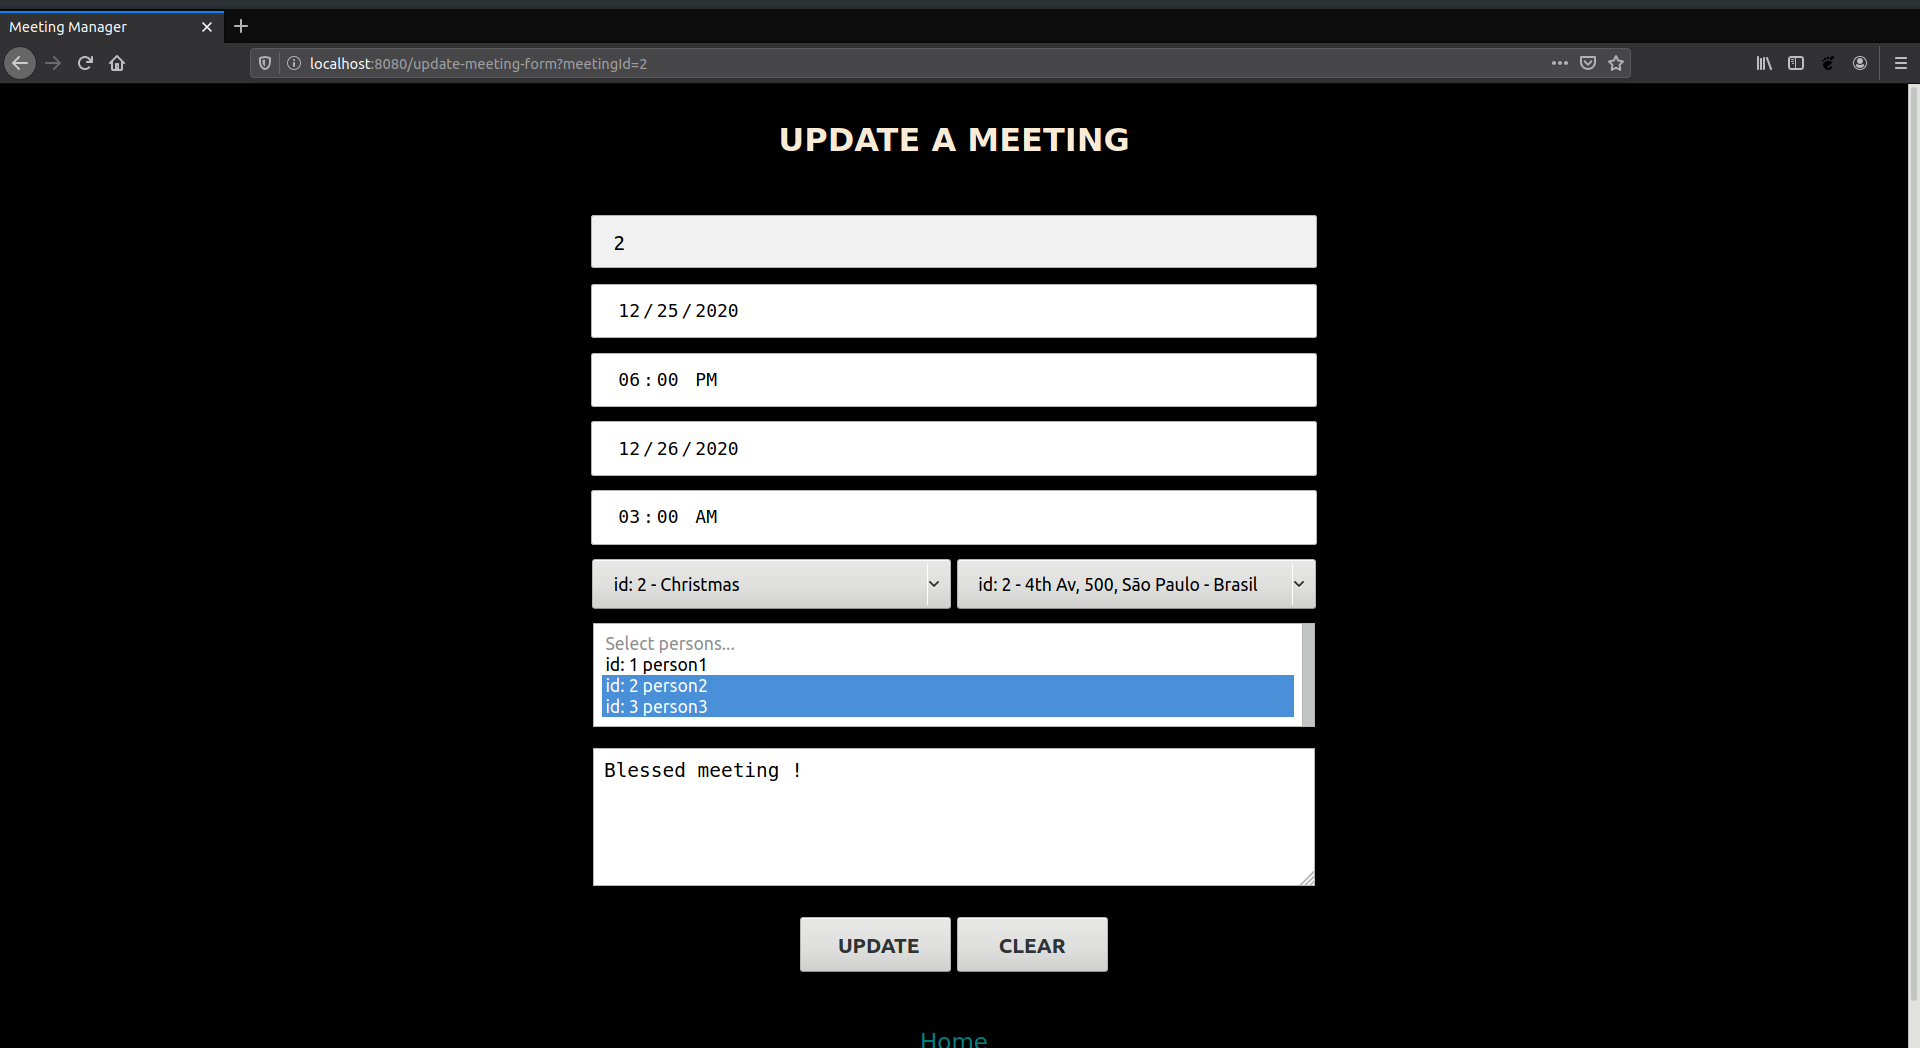 Meeting Manager
localhost:8080/update-meeting-form?meetingId=2
UPDATE A MEETING
2
12/25/2020
06:00 PM
12/26/2020
03:00 AM
id: 2 - Christmas
id: 2 - 4th Av, 500, São Paulo - Brasil
Select persons...
id: 1 person1
id: 2 person2
id: 3 person3
Blessed meeting !
UPDATE
CLEAR
Home